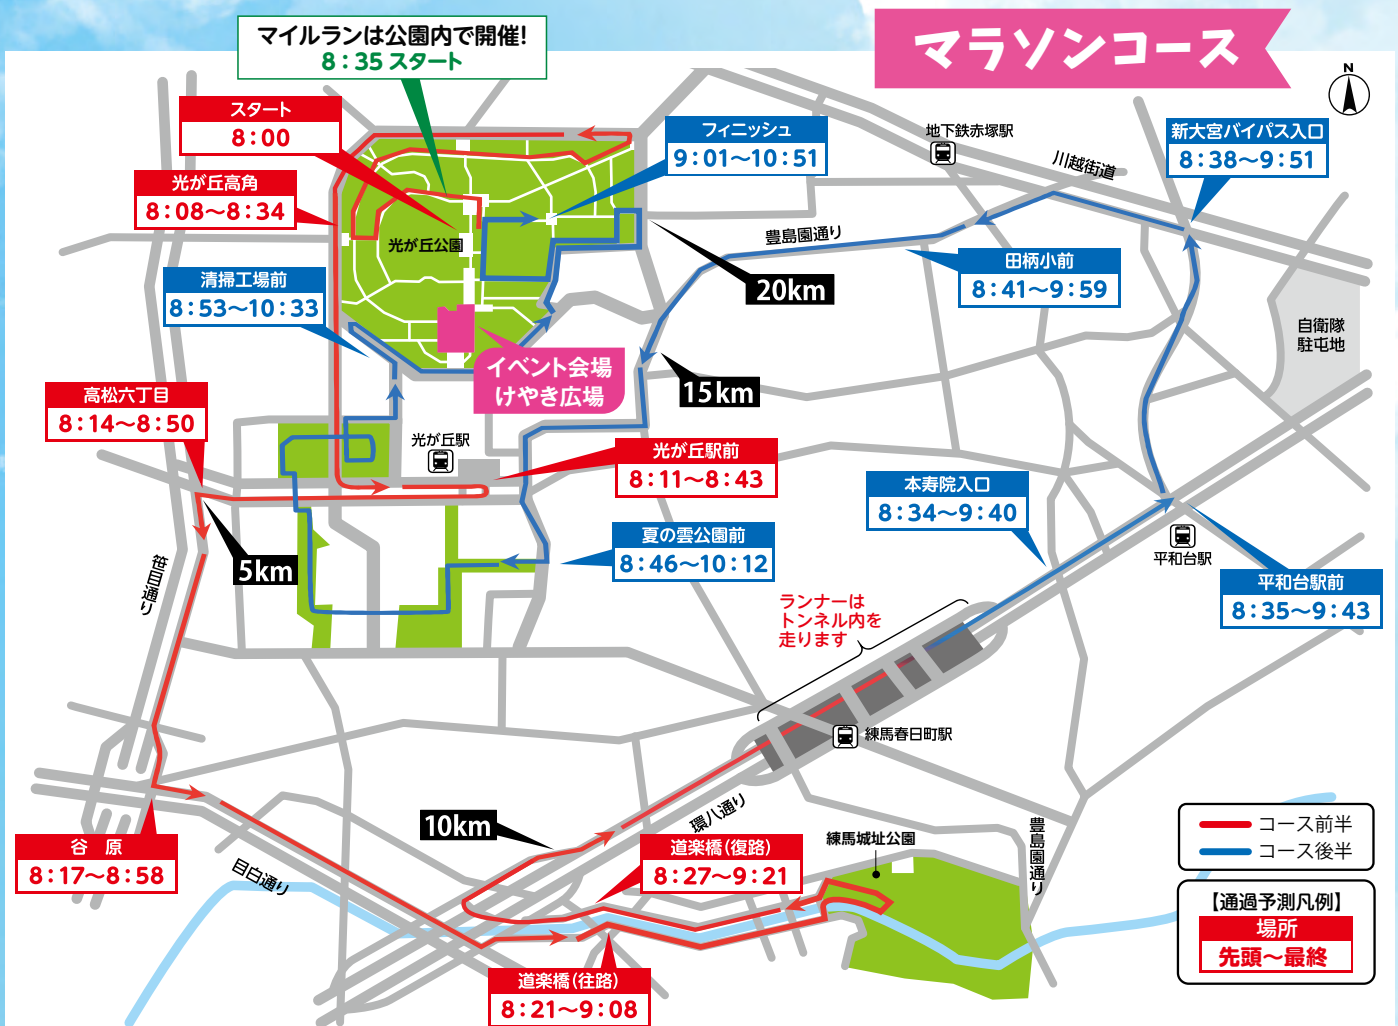 マラソンコース
N
マイルランは公園内で開催!
8:35 スタート
スタート
8:00
光が丘高角
8:08〜8:34
清掃工場前
8:53〜10:33
高松六丁目
8:14〜8:50
フィニッシュ
9:01〜10:51
地下鉄赤塚駅
川越街道
新大宮バイパス入口
8:38〜9:51
豊島園通り
田柄小前
8:41〜9:59
20km
光が丘公園
自衛隊
駐屯地
イベント会場
けやき広場
15km
光が丘駅
光が丘駅前
8:11〜8:43
本寿院入口
8:34〜9:40
夏の雲公園前
8:46〜10:12
平和台駅
平和台駅前
8:35〜9:43
5km
笹目通り
ランナーは
トンネル内を
走ります
練馬春日町駅
環八通り
10km
谷 原
8:17〜8:58
目白通り
道楽橋(復路)
8:27〜9:21
練馬城址公園
豊島園通り
道楽橋(往路)
8:21〜9:08
コース前半
コース後半
【通過予測凡例】
場所
先頭〜最終